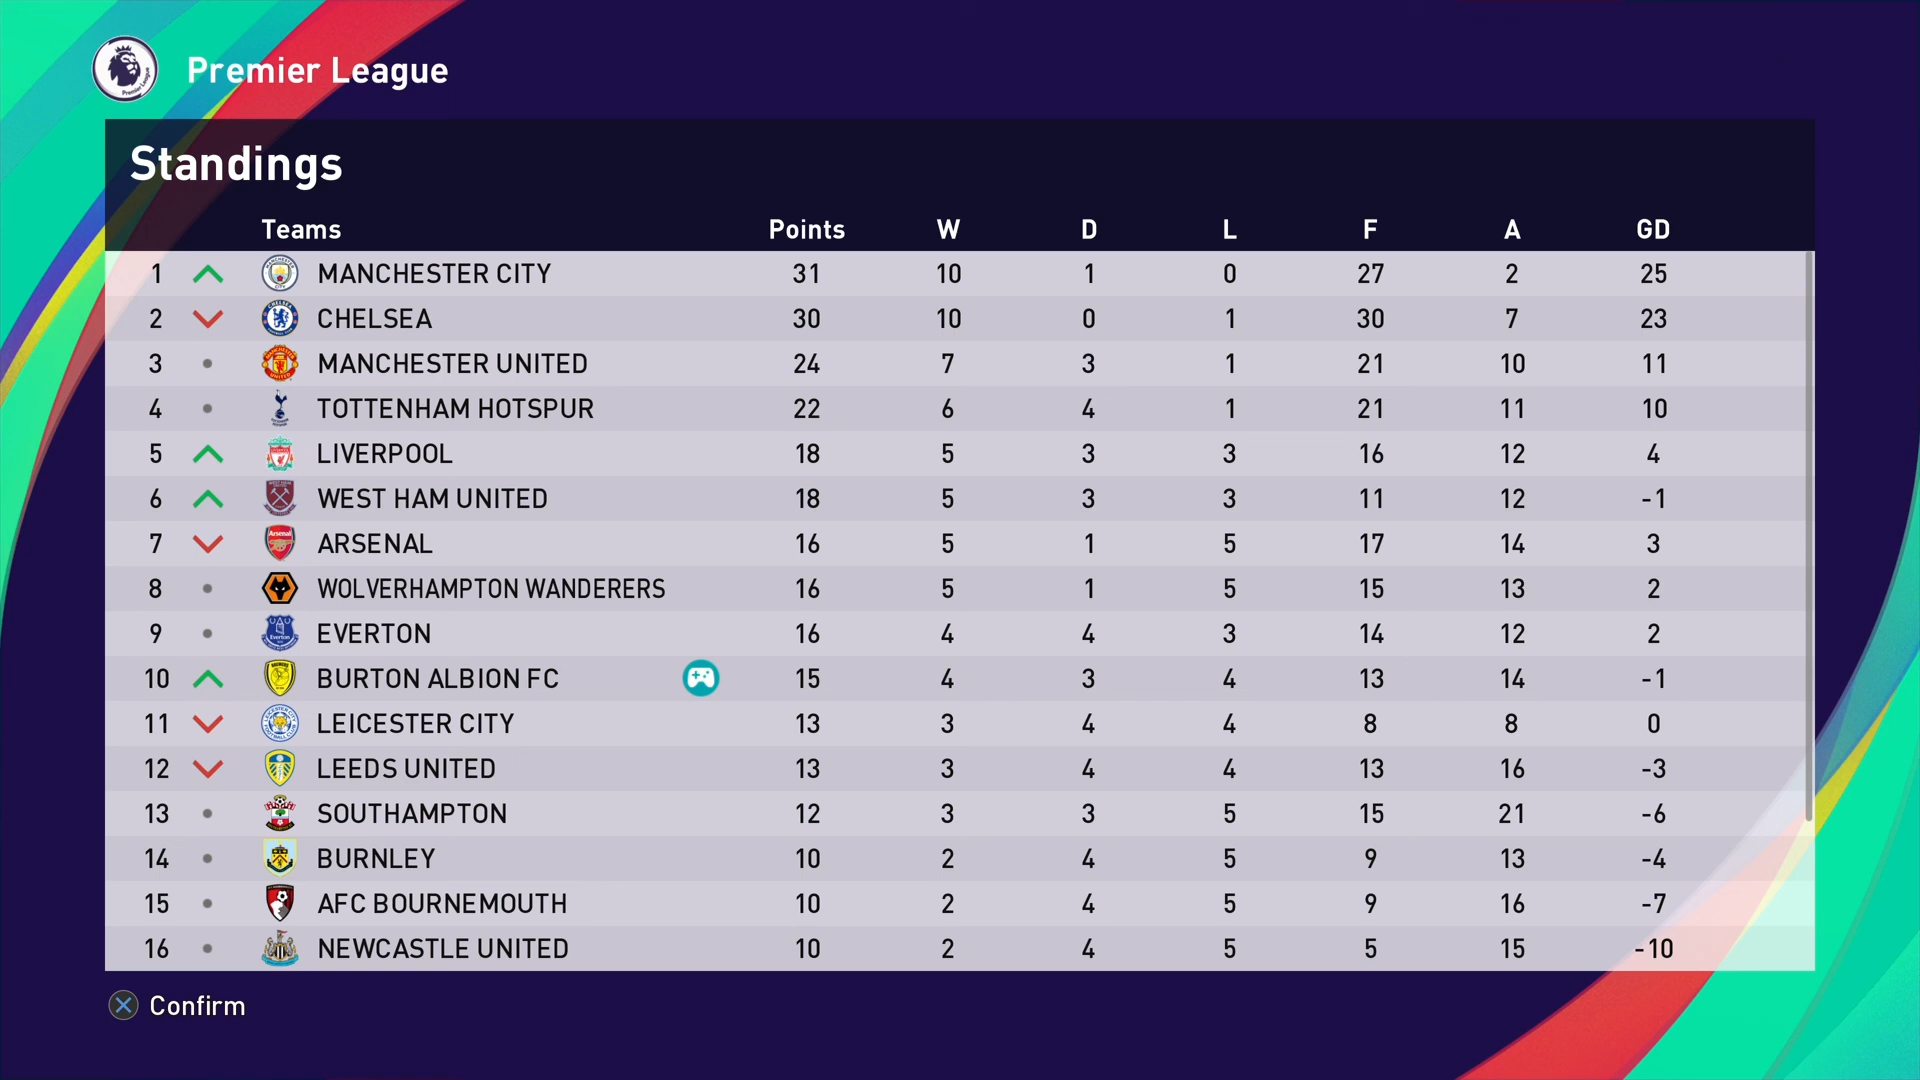 Premier League
Standings
Teams Points W D L F A GD
1 MANCHESTER CITY 31 10 1 0 27 2 25
2 CHELSEA 30 10 0 1 30 7 23
3 MANCHESTER UNITED 24 7 3 1 21 10 11
4 TOTTENHAM HOTSPUR 22 6 4 1 21 11 10
5 LIVERPOOL 18 5 3 3 16 12 4
6 WEST HAM UNITED 18 5 3 3 11 12 -1
7 ARSENAL 16 5 1 5 17 14 3
8 WOLVERHAMPTON WANDERERS 16 5 1 5 15 13 2
9 EVERTON 16 4 4 3 14 12 2
10 BURTON ALBION FC 15 4 3 4 13 14 -1
11 LEICESTER CITY 13 3 4 4 8 8 0
12 LEEDS UNITED 13 3 4 4 13 16 -3
13 SOUTHAMPTON 12 3 3 5 15 21 -6
14 BURNLEY 10 2 4 5 9 13 -4
15 AFC BOURNEMOUTH 10 2 4 5 9 16 -7
16 NEWCASTLE UNITED 10 2 4 5 5 15 -10
Confirm